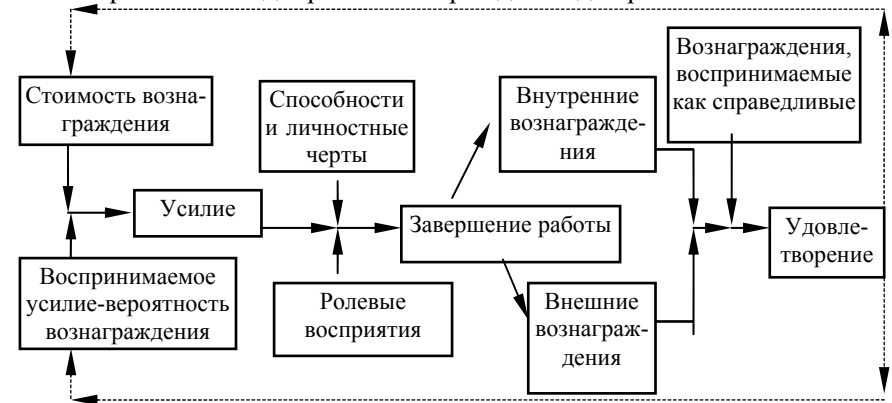 Стоимость возна-
граждения
Способности
и личностные
черты
Внутренние
вознагражде-
ния
Вознаграждения,
воспринимаемые
как справедливые
Усилие
Завершение работы
Удовле-
творение
Воспринимаемое
усилие-вероятность
вознаграждения
Ролевые
восприятия
Внешние
вознаграж-
дения